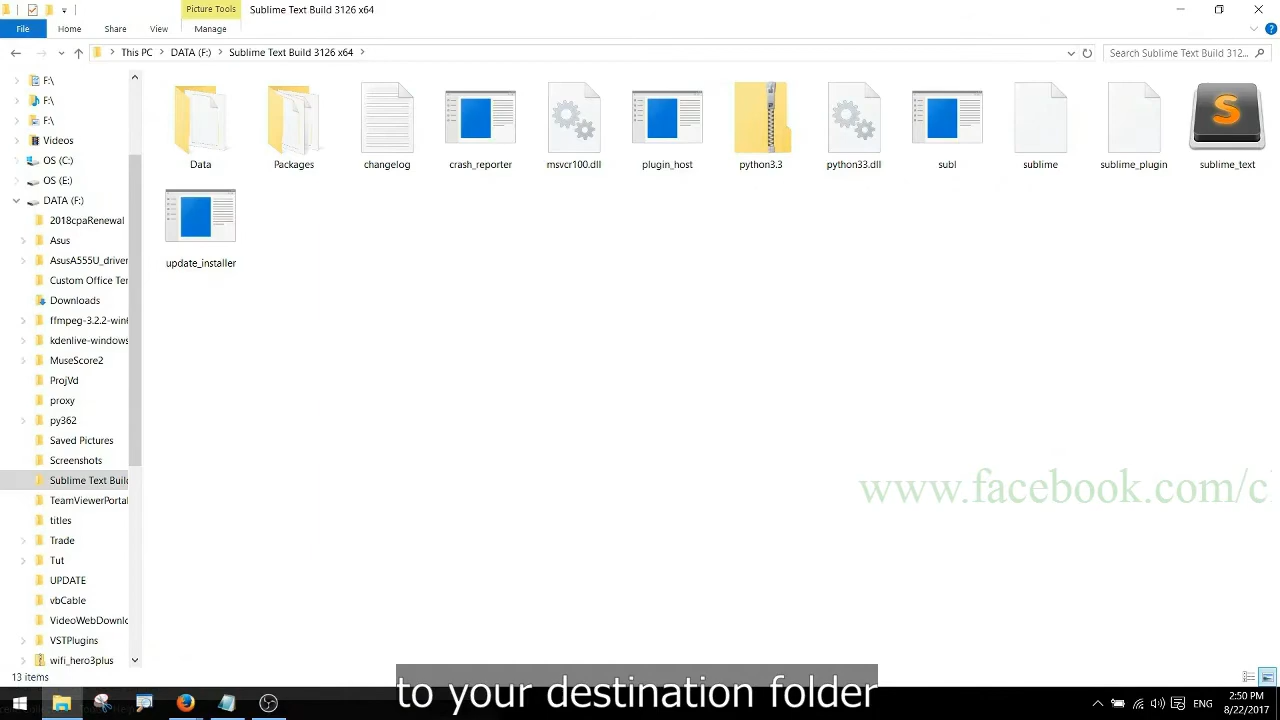 Picture Tools
Sublime Text Build 3126 x64
File
Home
Share
View
Manage
This PC
DATA (F:)
Sublime Text Build 3126 x64
Search Sublime Text Build 312...
F:\
F:\
F:\
Videos
OS (C:)
OS (E:)
DATA (F:)
2018cpaRenewal
Asus
AsusA555U_driver
Custom Office Ter
Downloads
ffmpeg-3.2.2-win6
kdenlive-windows
MuseScore2
ProjVd
proxy
py362
Saved Pictures
Screenshots
Sublime Text Build
TeamViewerPortal
titles
Trade
Tut
UPDATE
vbCable
VideoWebDownlo
VSTPlugins
wifi_hero3plus
Data
Packages
changelog
crash_reporter
msvcr100.dll
plugin_host
python3.3
python33.dll
subl
sublime
sublime_plugin
sublime_text
update_installer
www.facebook.com/c
13 items
to your destination folder
ENG
2:50 PM
8/22/2017